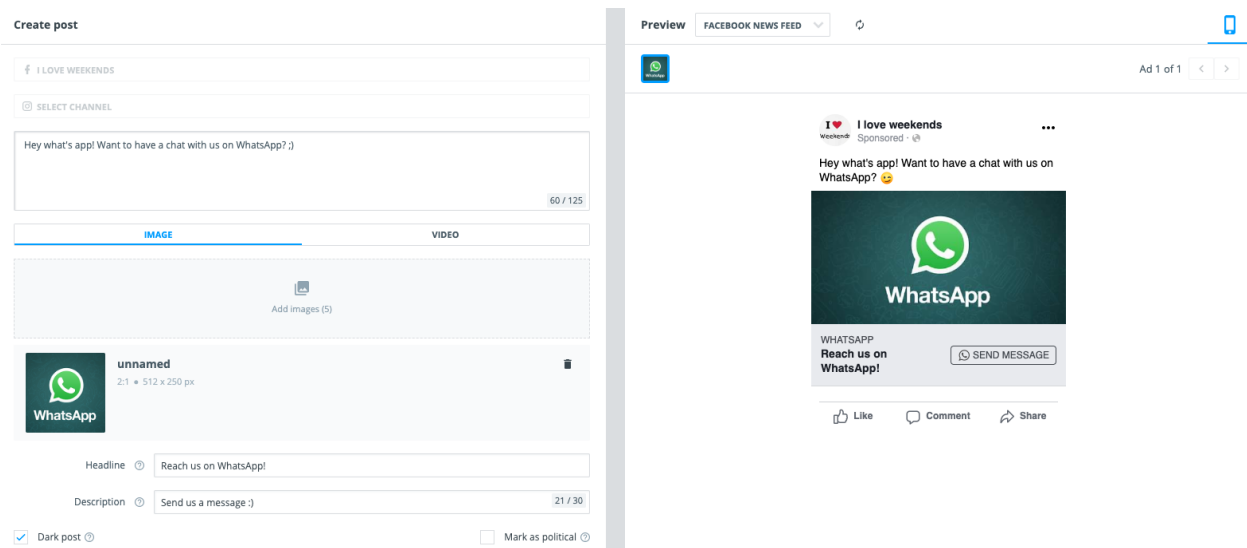 Create post
I LOVE WEEKENDS
SELECT CHANNEL
Hey what's app! Want to have a chat with us on WhatsApp? ;)
60 / 125
IMAGE
VIDEO
Add images (5)
WhatsApp
unnamed
2:1 • 512 x 250 px
Headline
Reach us on WhatsApp!
Description
Send us a message :)
21 / 30
Dark post
Mark as political
Preview
FACEBOOK NEWS FEED
WhatsApp
Ad 1 of 1
I ❤ Weekends
I love weekends
Sponsored ·
Hey what's app! Want to have a chat with us on
WhatsApp? 😉
WhatsApp
WHATSAPP
Reach us on
WhatsApp!
SEND MESSAGE
Like
Comment
Share